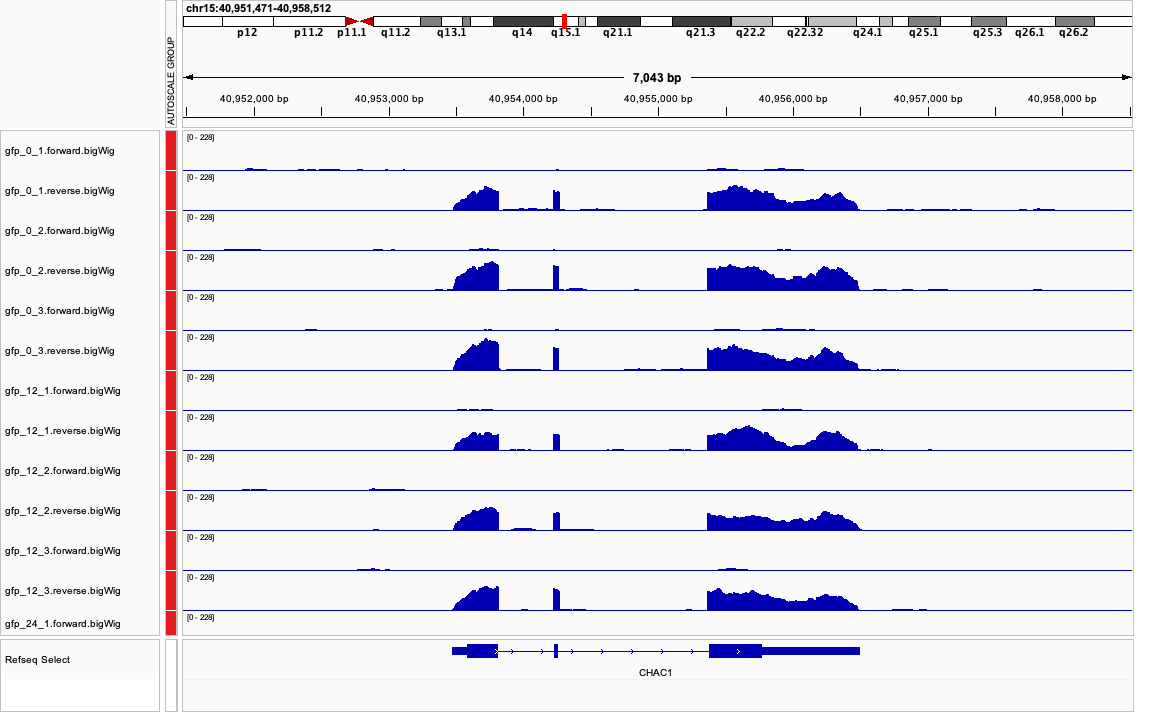 chr15:40,951,471-40,958,512
p12 p11.2 p11.1 q11.2 q13.1 q14 q15.1 q21.1 q21.3 q22.2 q22.32 q24.1 q25.1 q25.3 q26.1 q26.2
AUTOSCALE GROUP
7,043 bp
40,952,000 bp 40,953,000 bp 40,954,000 bp 40,955,000 bp 40,956,000 bp 40,957,000 bp 40,958,000 bp
[0 - 228]
gfp_0_1.forward.bigWig
[0 - 228]
gfp_0_1.reverse.bigWig
[0 - 228]
gfp_0_2.forward.bigWig
[0 - 228]
gfp_0_2.reverse.bigWig
[0 - 228]
gfp_0_3.forward.bigWig
[0 - 228]
gfp_0_3.reverse.bigWig
[0 - 228]
gfp_12_1.forward.bigWig
[0 - 228]
gfp_12_1.reverse.bigWig
[0 - 228]
gfp_12_2.forward.bigWig
[0 - 228]
gfp_12_2.reverse.bigWig
[0 - 228]
gfp_12_3.forward.bigWig
[0 - 228]
gfp_12_3.reverse.bigWig
[0 - 228]
gfp_24_1.forward.bigWig
Refseq Select
CHAC1